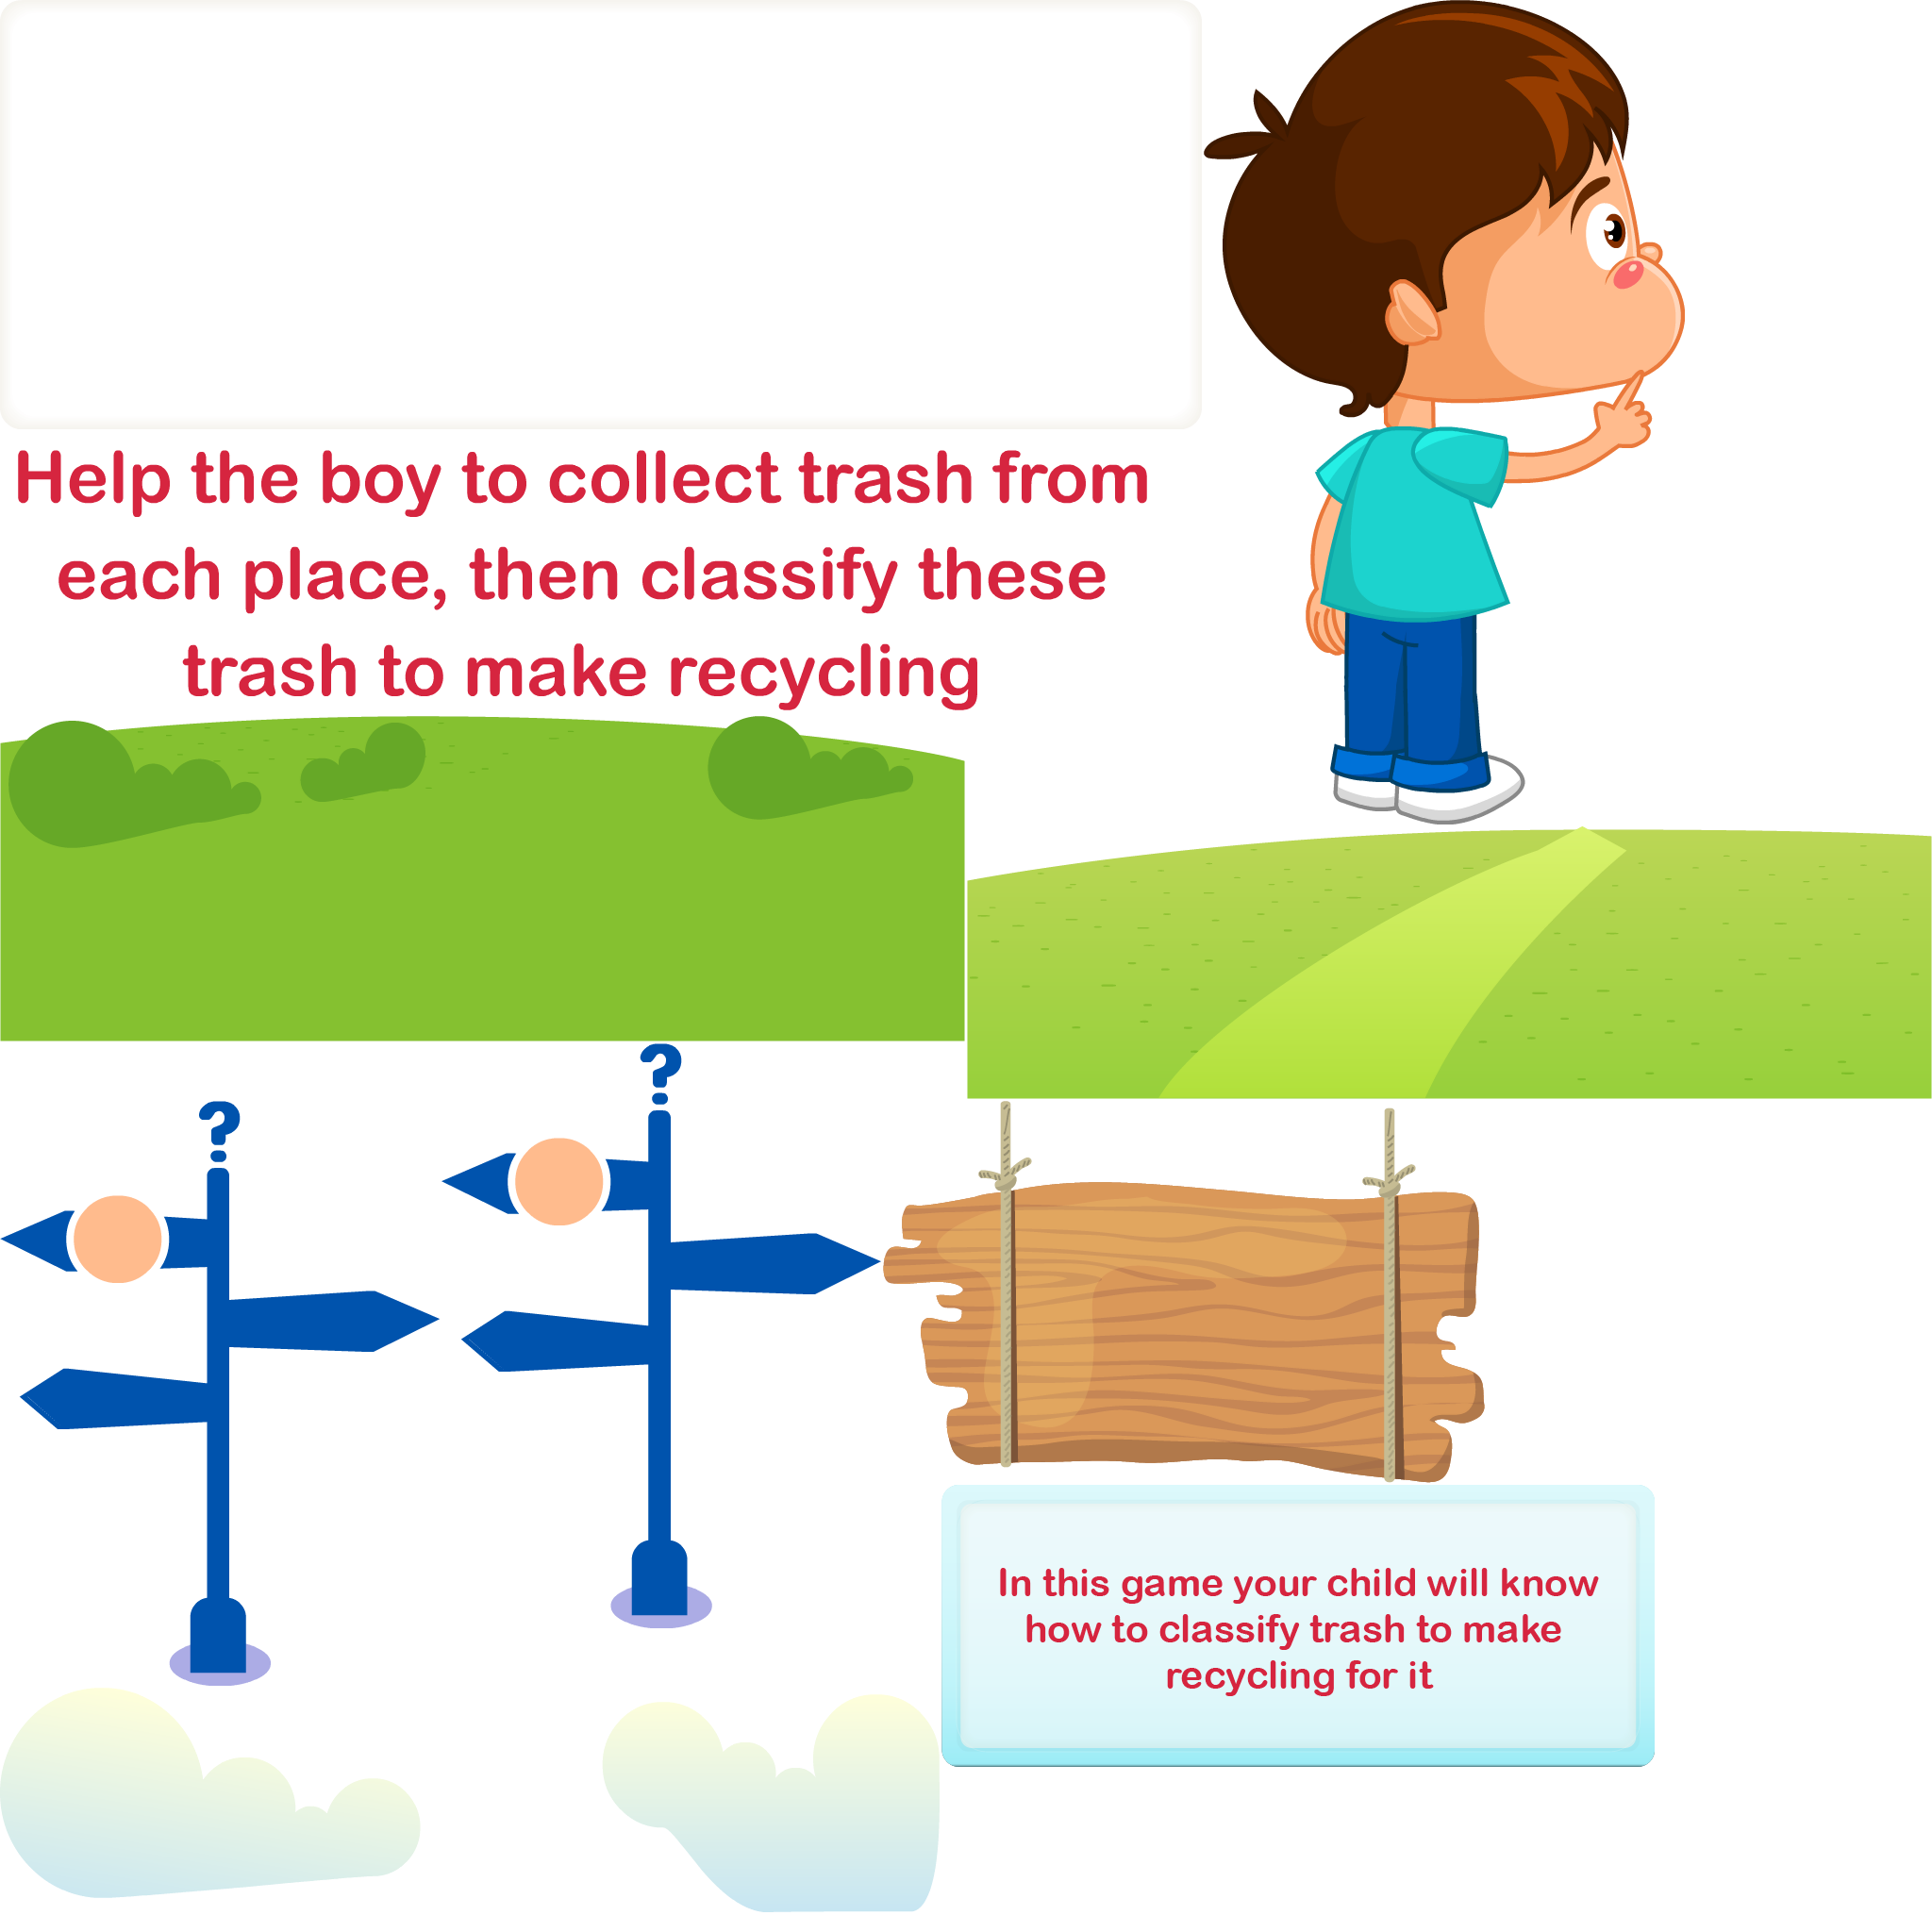 Help the boy to collect trash from
each place, then classify these
trash to make recycling
?
?
In this game your child will know
how to classify trash to make
recycling for it